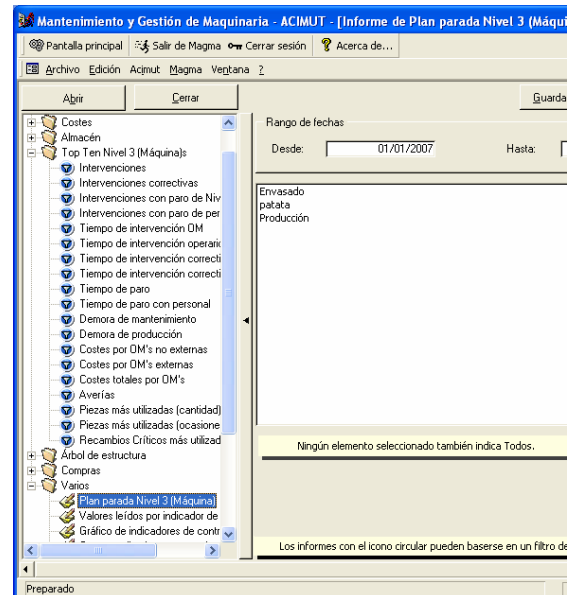 Mantenimiento y Gestión de Maquinaria - ACIMUT - [Informe de Plan parada Nivel 3 (Máqui
Pantalla principal Salir de Magma Cerrar sesión Acerca de...
Archivo Edición Acimut Magma Ventana ?
Abrir Cerrar Guarda
Costes
Almacén
Top Ten Nivel 3 (Máquina)s
Intervenciones
Intervenciones correctivas
Intervenciones con paro de Niv
Intervenciones con paro de per
Tiempo de intervención OM
Tiempo de intervención operario
Tiempo de intervención correcti
Tiempo de intervención correcti
Tiempo de paro
Tiempo de paro con personal
Demora de mantenimiento
Demora de producción
Costes por OM's no externas
Costes por OM's externas
Costes totales por OM's
Averías
Piezas más utilizadas (cantidad)
Piezas más utilizadas (ocasione
Recambios Críticos más utilizad
Árbol de estructura
Compras
Varios
Plan parada Nivel 3 (Máquina)
Valores leídos por indicador de
Gráfico de indicadores de contr
Rango de fechas
Desde: 01/01/2007 Hasta:
Envasado
patata
Producción
Ningún elemento seleccionado también indica Todos.
Los informes con el icono circular pueden baserse en un filtro de
Preparado